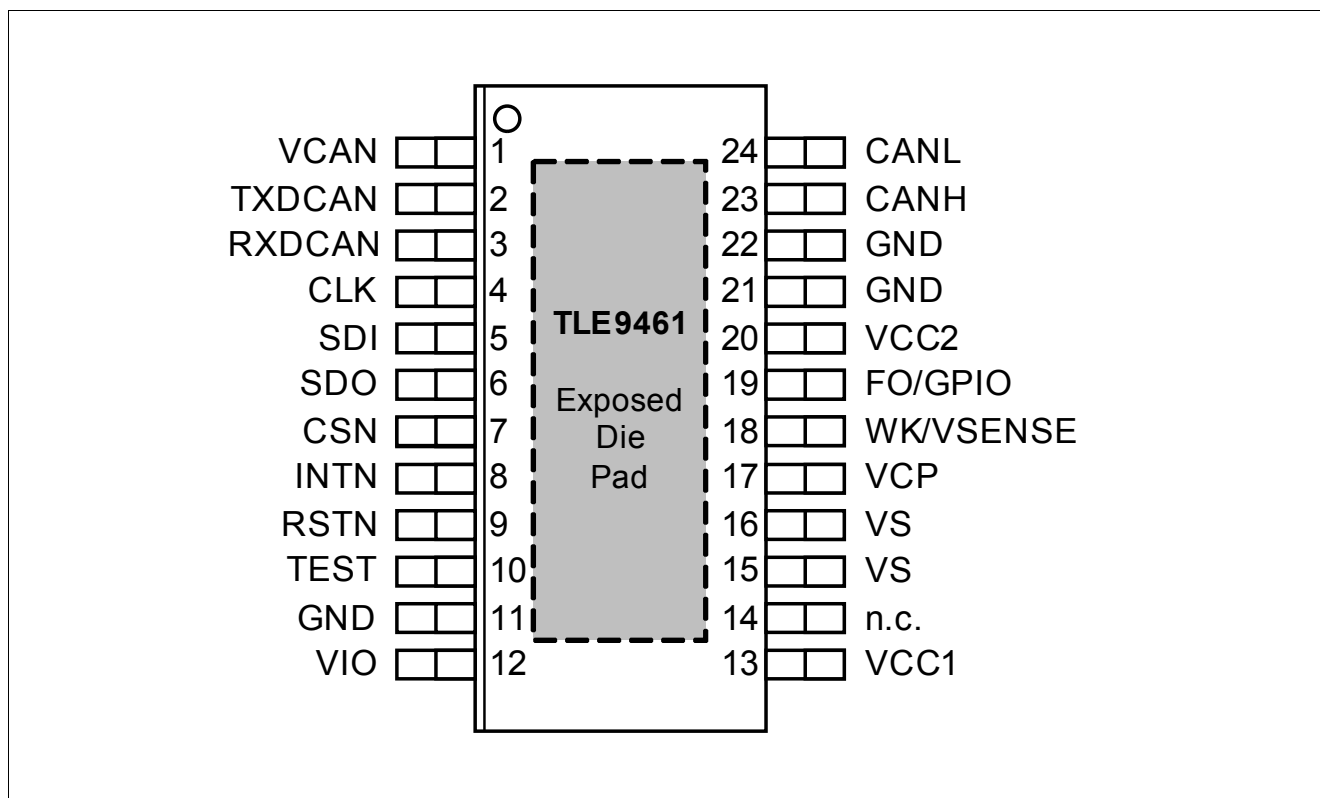 VCAN 1 24 CANL
TXDCAN 2 23 CANH
RXDCAN 3 22 GND
CLK 4 21 GND
SDI 5 TLE9461 20 VCC2
SDO 6 Exposed 19 FO/GPIO
CSN 7 Die 18 WK/VSENSE
INTN 8 Pad 17 VCP
RSTN 9 16 VS
TEST 10 15 VS
GND 11 14 n.c.
VIO 12 13 VCC1